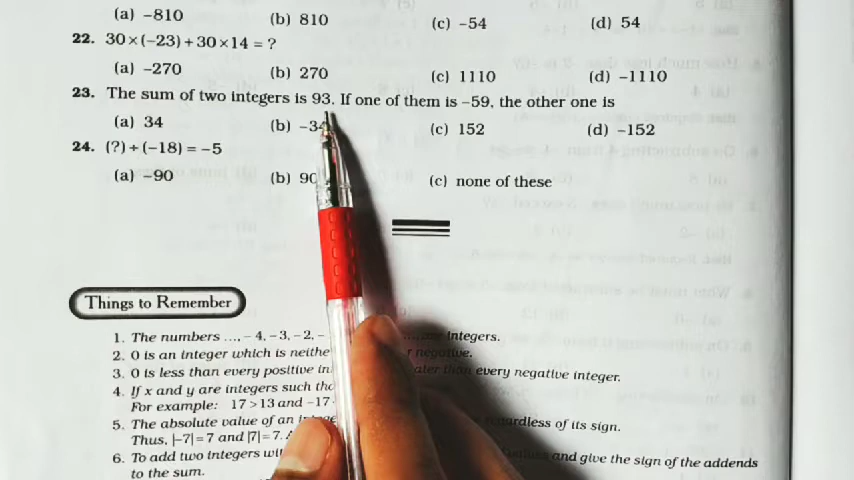 (a) -810 (b) 810 (c) -54 (d) 54
22. 30×(-23)+30×14 = ?
(a) -270 (b) 270 (c) 1110 (d) -1110
23. The sum of two integers is 93. If one of them is -59, the other one is
(a) 34 (b) -34 (c) 152 (d) -152
24. (?) ÷ (-18) = -5
(a) -90 (b) 90 (c) none of these
Things to Remember
1. The numbers ..., -4, -3, -2, integers.
2. 0 is an integer which is negative.
3. 0 is less than every positive than every negative integer.
4. If x and y are integers such
For example: 17 > 13 and -17
5. The absolute value of an regardless of its sign.
Thus, |-7| = 7 and |7| = 7.
6. To add two integers and give the sign of the addends
to the sum.